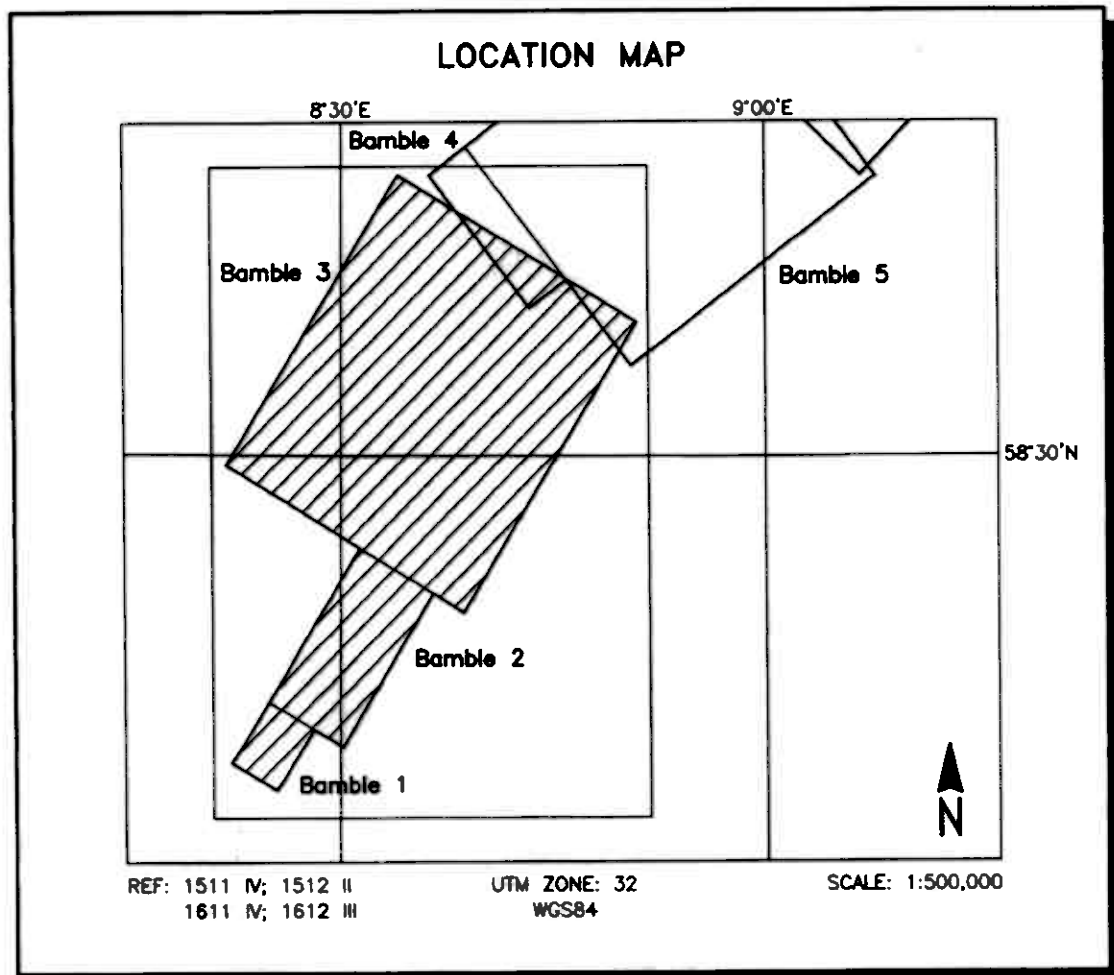 LOCATION MAP
8°30'E
9°00'E
Bamble 4
Bamble 3
Bamble 5
58°30'N
Bamble 2
Bamble 1
N
REF: 1511 IV; 1512 II
1611 IV; 1612 III
UTM ZONE: 32
WGS84
SCALE: 1:500,000